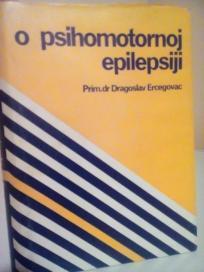 o psihomotornoj
epilepsiji
Prim.dr Dragoslav Ercegovac